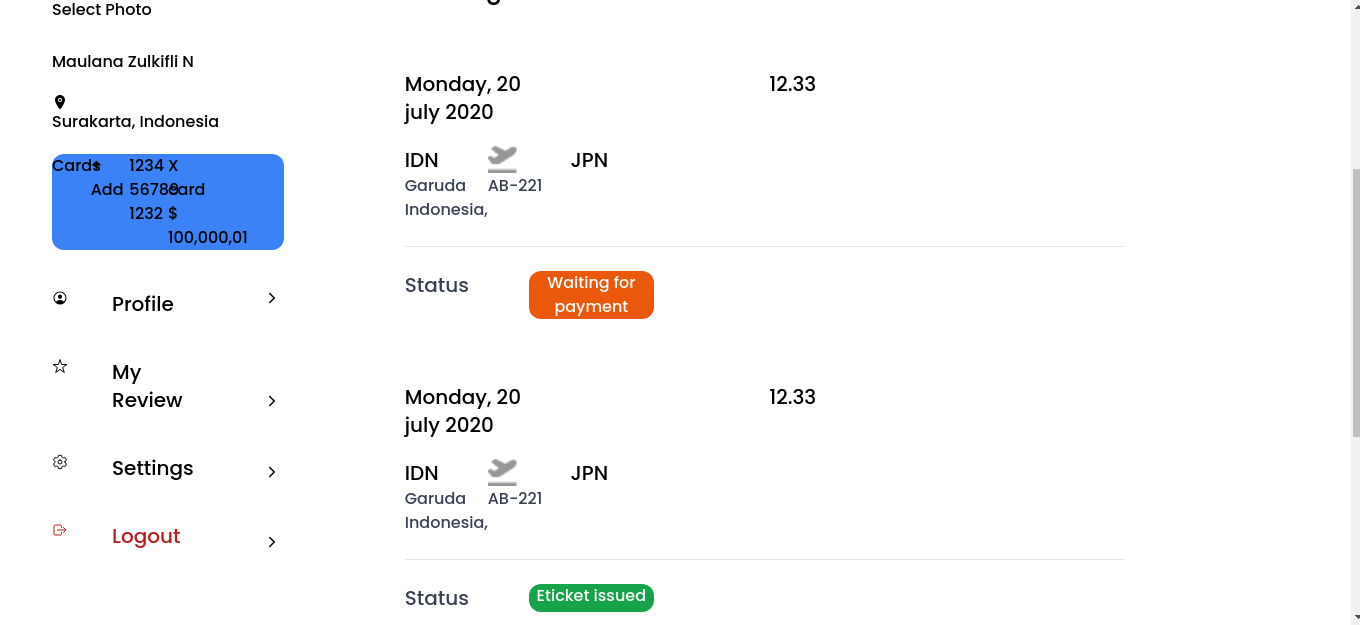 Select Photo
Maulana Zulkifli N
Surakarta, Indonesia
Cards
+ Add card
1234 56789 1232
X
$ 100,000,01
Profile
My
Review
Settings
Logout
Monday, 20
july 2020
12.33
IDN
JPN
Garuda
Indonesia,
AB-221
Status
Waiting for
payment
Monday, 20
july 2020
12.33
IDN
JPN
Garuda
Indonesia,
AB-221
Status
Eticket issued